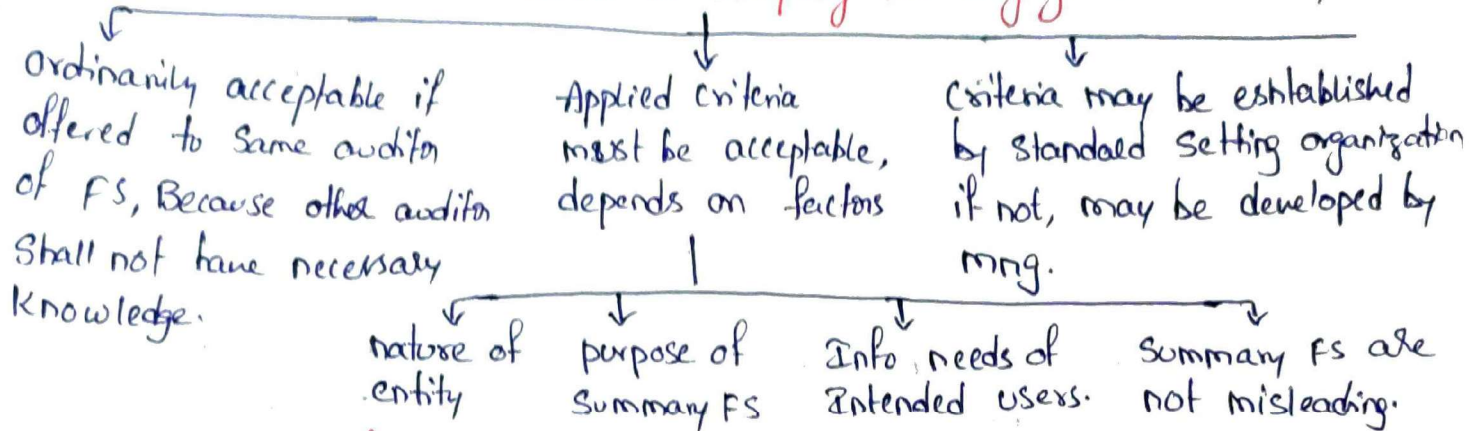 Ordinarily acceptable if
offered to Same auditor
of FS, Because other auditor
Shall not have necessary
Knowledge.
Applied Criteria
must be acceptable,
depends on factors
Criteria may be eshtablished
by Standard Setting organization
if not, may be developed by
mng.
nature of
entity
purpose of
Summary FS
Info needs of
Intended users.
Summary FS are
not misleading.